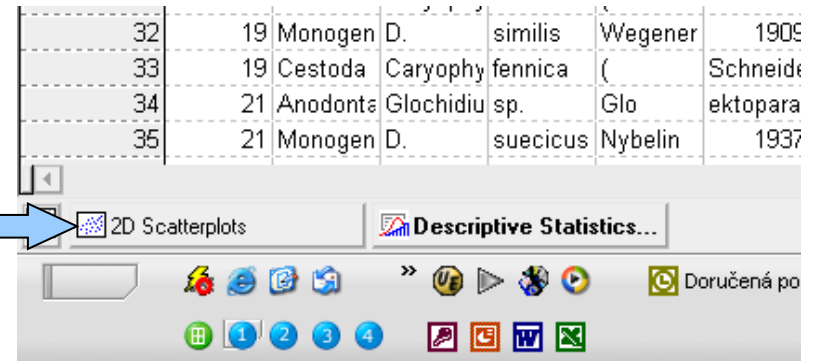 32 19 Monogen D. similis Wegener 1909
33 19 Cestoda Caryophy fennica ( Schneide
34 21 Anodonta Glochidiu sp. Glo ektopara
35 21 Monogen D. suecicus Nybelin 1937
2D Scatterplots Descriptive Statistics...
» UE Doručená po
1 2 3 4 W X